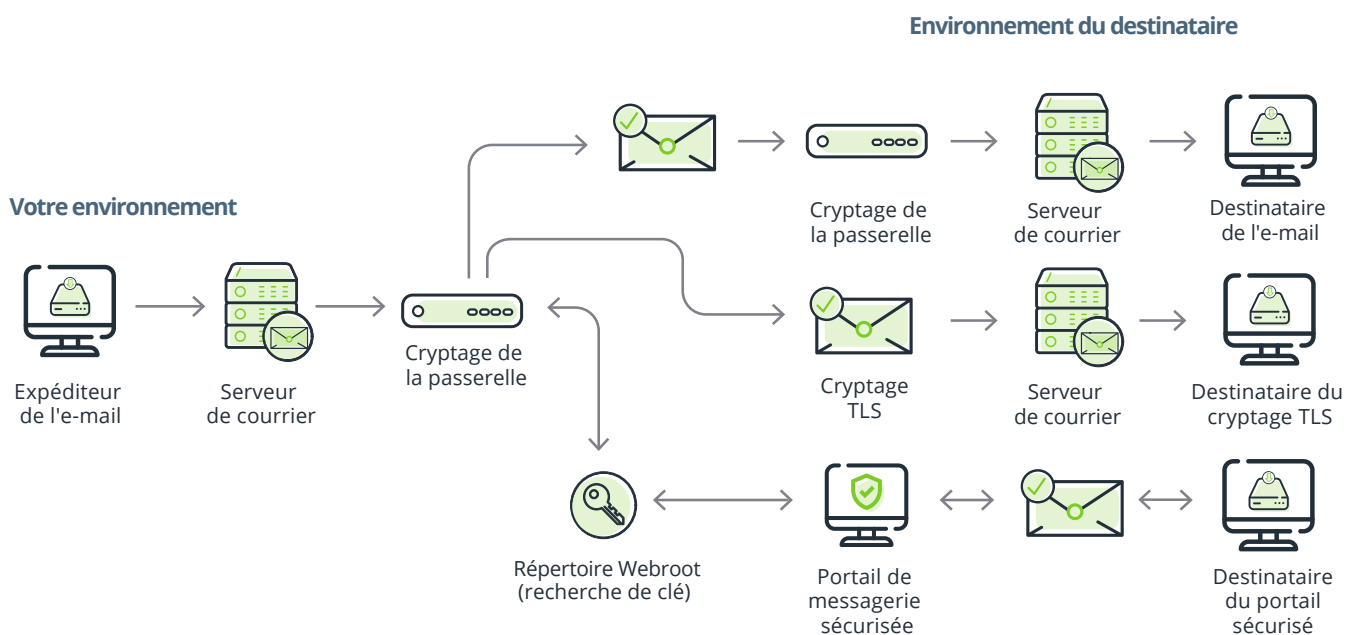 Environnement du destinataire
Cryptage de
la passerelle
Serveur
de courrier
Destinataire
de l'e-mail
Votre environnement
Expéditeur
de l'e-mail
Serveur
de courrier
Cryptage de
la passerelle
Cryptage
TLS
Serveur
de courrier
Destinataire du
cryptage TLS
Répertoire Webroot
(recherche de clé)
Portail de
messagerie
sécurisée
Destinataire
du portail
sécurisé